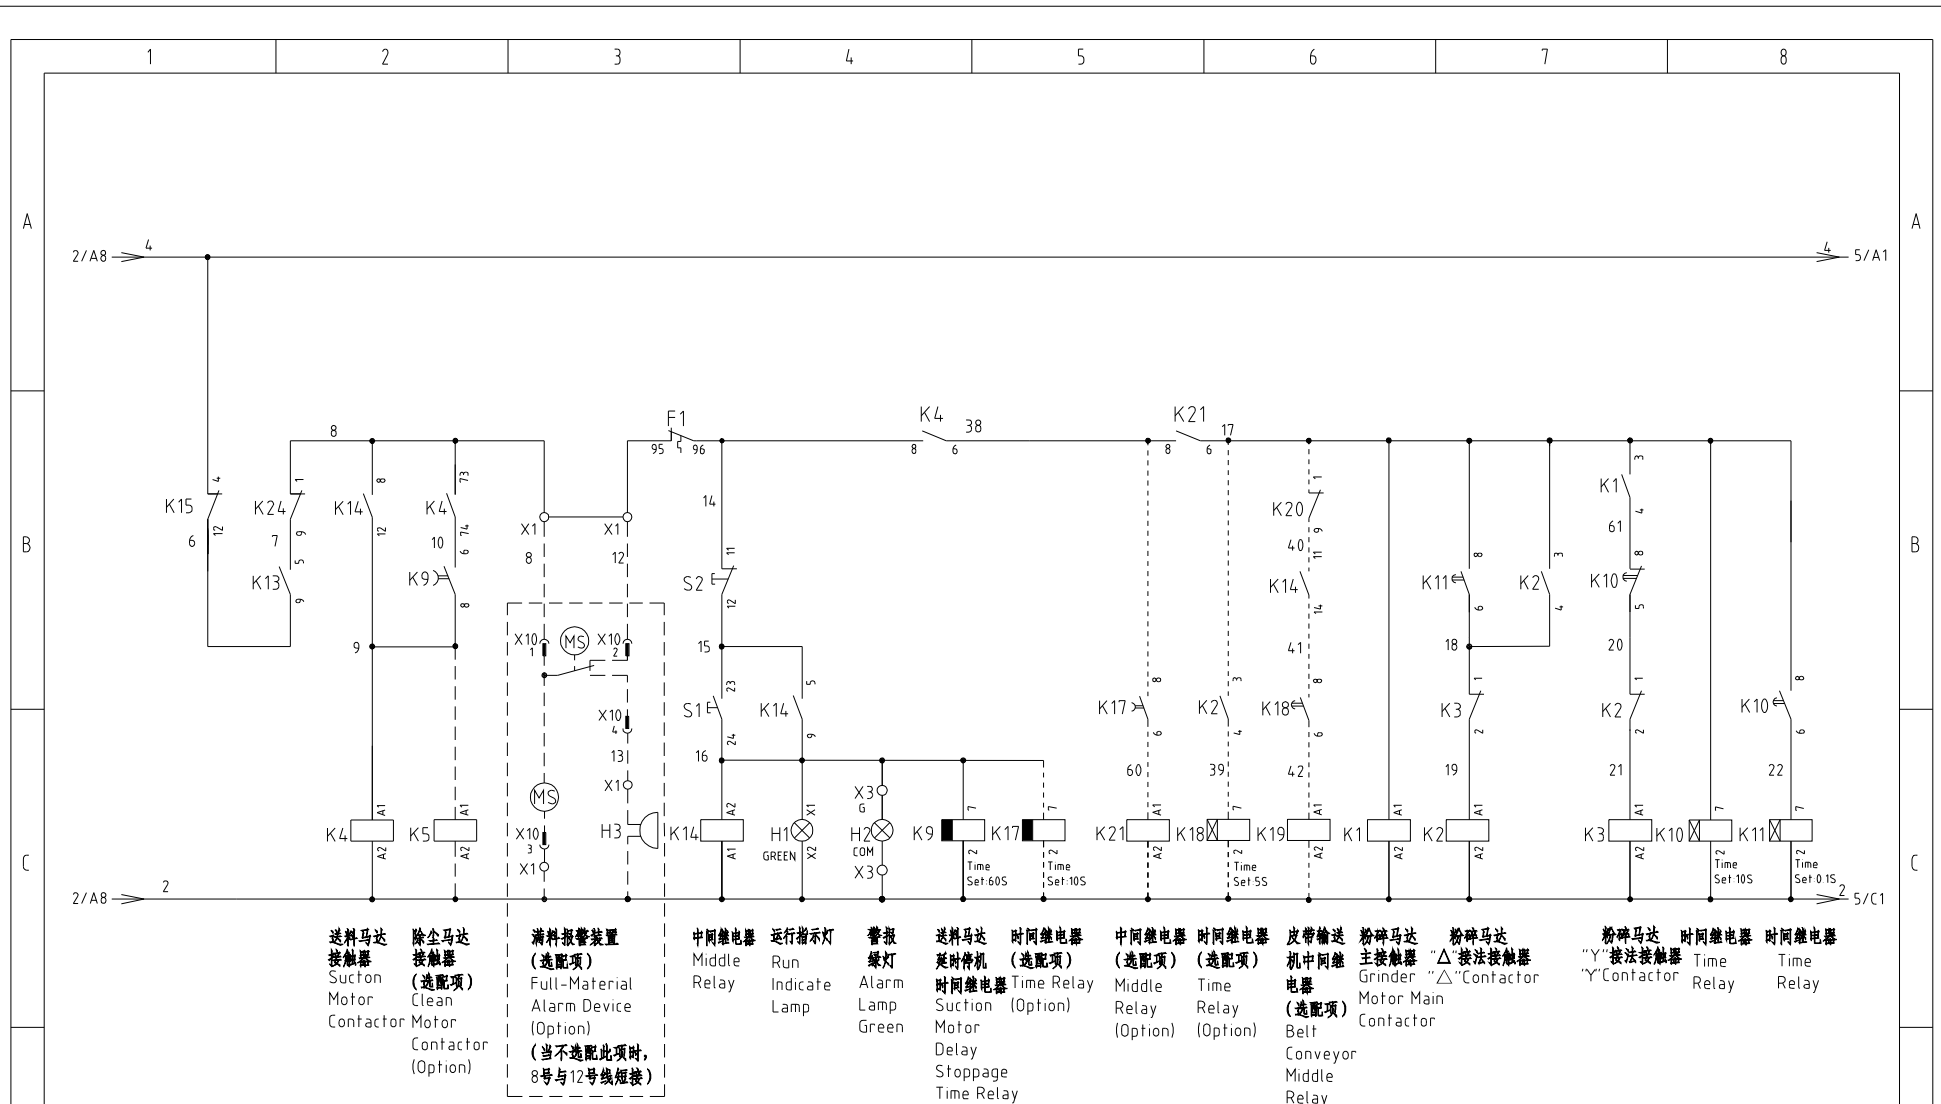 1 2 3 4 5 6 7 8
A A
2/A8 4 4 5/A1
8 F1 95 96 K4 8 6 38 K21 8 6 17
K15 4 12 6
K24 1 9 7
K13 5 9
K14 8 12
K4 73 74 10
K9 6 8
9
X1 X1
8 12
X10 1 MS X10 2
X10 4
13
X1
MS
X10 3
X1
H3
14
S2 11 12
15
S1 23 24
K14 5 9
16
K17 8 6
60
K2 3 4
39
K20 1 9
40
K14 11 14
41
K18 8 6
42
K11 8 6
K2 3 4
18
K3 1 2
19
K1 3 4
61
K10 8 5
20
K2 1 2
21
K10 8 6
22
B B
C C
K4 A1 A2
K5 A1 A2
K14 A2 A1
H1 GREEN X1 X2
X3 G
H2 COM
X3
K9 7 2
Time
Set:60S
K17 7 2
Time
Set:10S
K21 A1 A2
K18 7 2
Time
Set:5S
K19 A1 A2
K1 A1 A2
K2 A1 A2
K3 A1 A2
K10 7 2
Time
Set:10S
K11 7 2
Time
Set:0.1S
2/A8 2 2 5/C1
送料马达
接触器
Sucton
Motor
Contactor
除尘马达
接触器
(选配项)
Clean
Motor
Contactor
(Option)
满料报警装置
(选配项)
Full-Material
Alarm Device
(Option)
(当不选配此项时,
8号与12号线短接)
中间继电器
Middle
Relay
运行指示灯
Run
Indicate
Lamp
警报
绿灯
Alarm
Lamp
Green
送料马达
延时停机
时间继电器
Suction
Motor
Delay
Stoppage
Time Relay
时间继电器
(选配项)
Time Relay
(Option)
中间继电器
(选配项)
Middle
Relay
(Option)
时间继电器
(选配项)
Time
Relay
(Option)
皮带输送
机中间继
电器
(选配项)
Belt
Conveyor
Middle
Relay
粉碎马达
主接触器
Grinder
Motor Main
Contactor
粉碎马达
"△"接法接触器
"△"Contactor
粉碎马达
"Y"接法接触器
"Y"Contactor
时间继电器
Time
Relay
时间继电器
Time
Relay